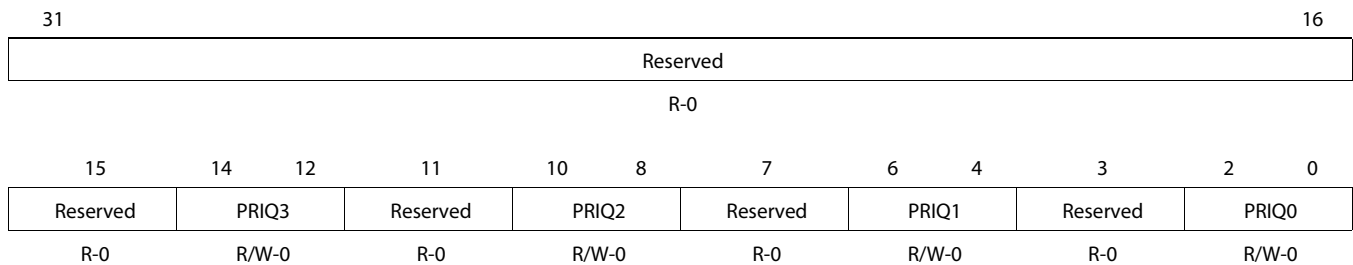 31 16
Reserved
R-0
15 14 12 11 10 8 7 6 4 3 2 0
Reserved PRIQ3 Reserved PRIQ2 Reserved PRIQ1 Reserved PRIQ0
R-0 R/W-0 R-0 R/W-0 R-0 R/W-0 R-0 R/W-0